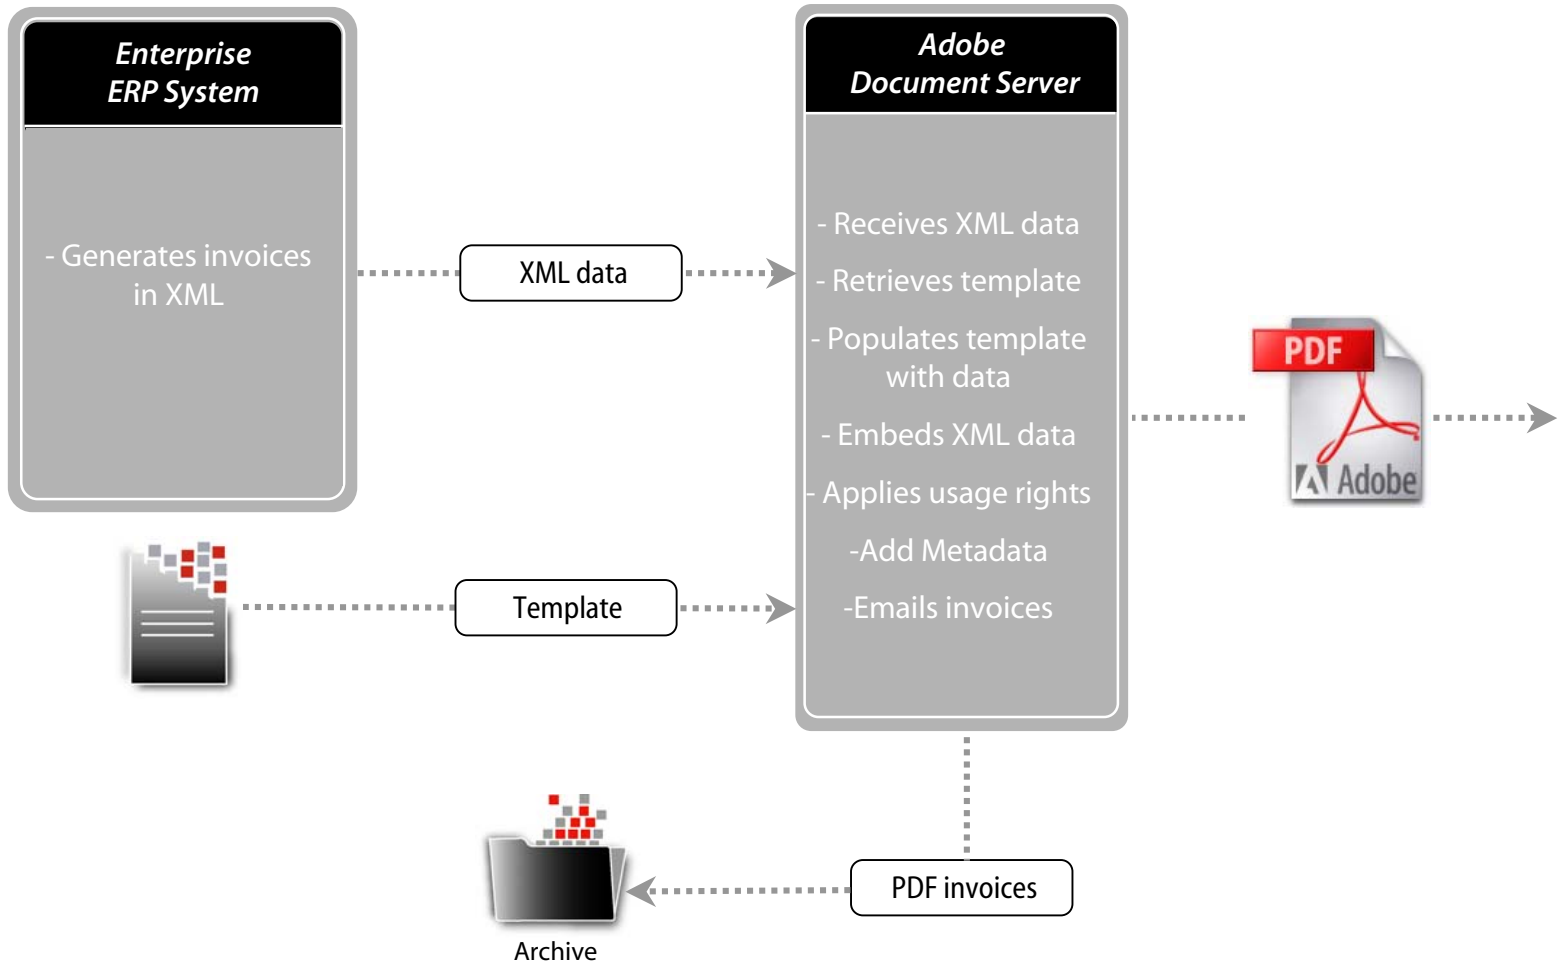 Enterprise
ERP System
- Generates invoices
in XML
XML data
Template
Adobe
Document Server
- Receives XML data
- Retrieves template
- Populates template
with data
- Embeds XML data
- Applies usage rights
-Add Metadata
-Emails invoices
PDF
Adobe
PDF invoices
Archive